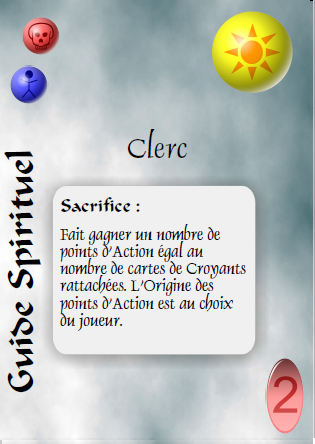 Clerc
Guide Spirituel
Sacrifice :
Fait gagner un nombre de
points d'Action égal au
nombre de cartes de Croyants
rattachées. L'Origine des
points d'Action est au choix
du joueur.
2